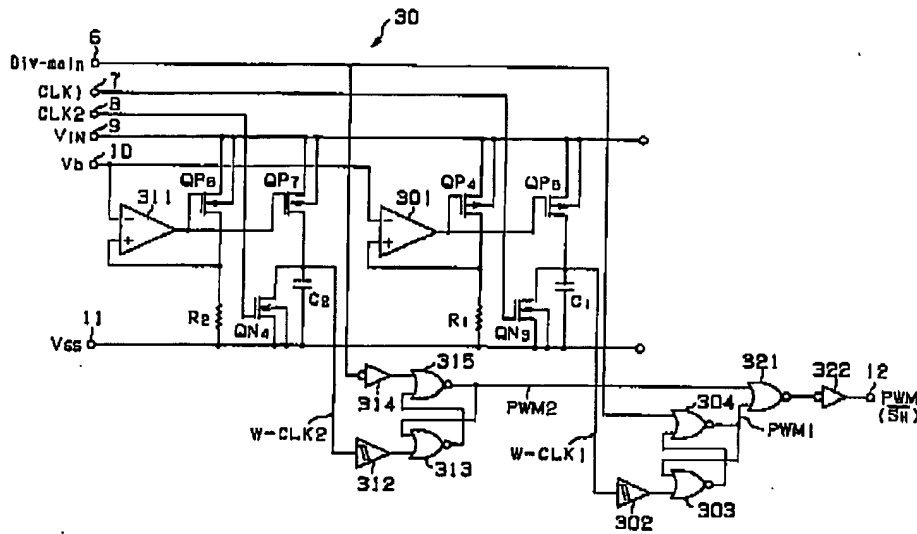 30
6
Div-main
7
CLK1
8
CLK2
9
VIN
10
Vb
311
QP6
QP7
301
QP4
QP5
-
+
-
+
C2
C1
R2
QN4
R1
QN3
11
VSS
315
321
322
12
314
PWM2
304
PWM
(SH)
W-CLK2
W-CLK1
PWM1
312
313
302
303